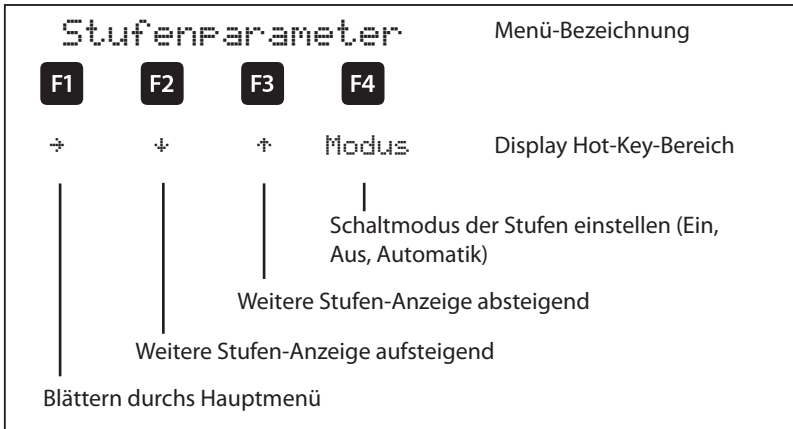 Stufenparameter Menü-Bezeichnung
F1 F2 F3 F4
→ ↓ ↑ Modus Display Hot-Key-Bereich
Schaltmodus der Stufen einstellen (Ein,
Aus, Automatik)
Weitere Stufen-Anzeige absteigend
Weitere Stufen-Anzeige aufsteigend
Blättern durchs Hauptmenü